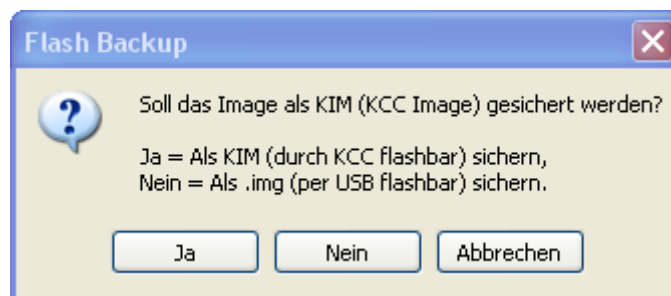 Flash Backup
Soll das Image als KIM (KCC Image) gesichert werden?
Ja = Als KIM (durch KCC flashbar) sichern,
Nein = Als .img (per USB flashbar) sichern.
Ja Nein Abbrechen